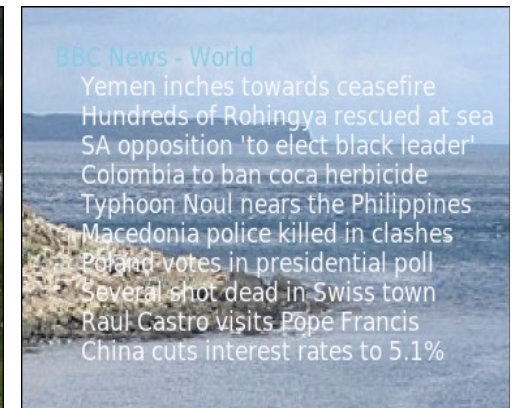 BBC News - World
Yemen inches towards ceasefire
Hundreds of Rohingya rescued at sea
SA opposition 'to elect black leader'
Colombia to ban coca herbicide
Typhoon Noul nears the Philippines
Macedonia police killed in clashes
Poland votes in presidential poll
Several shot dead in Swiss town
Raul Castro visits Pope Francis
China cuts interest rates to 5.1%